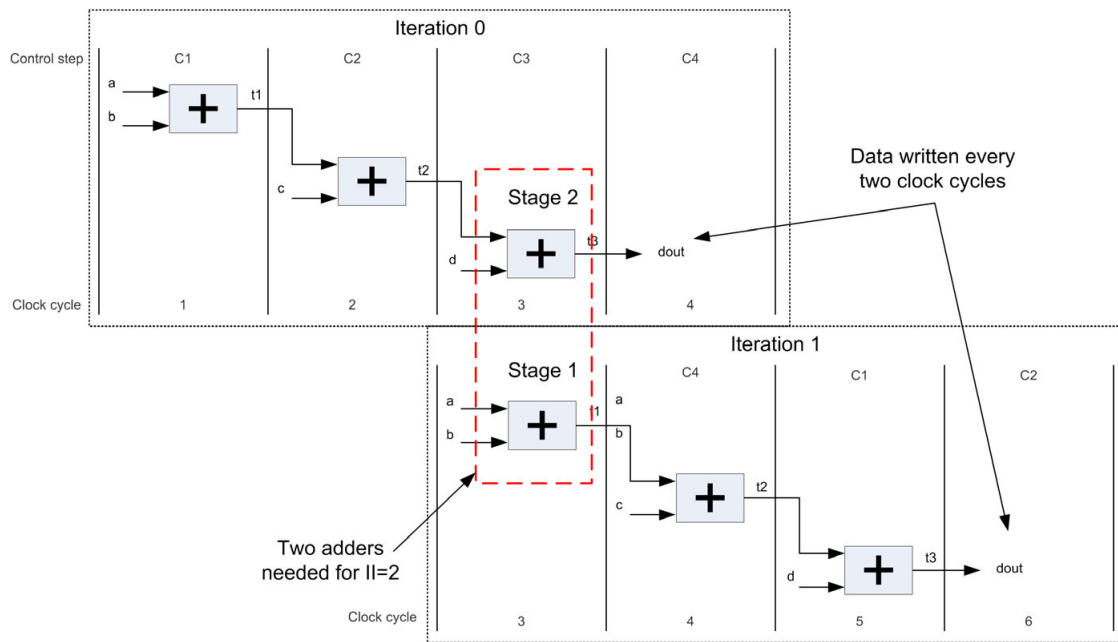 Iteration 0
Control step C1 C2 C3 C4
a
b
+
t1
c
+
t2
Stage 2
d
+
t3
dout
Data written every
two clock cycles
Clock cycle 1 2 3 4
Iteration 1
C4 C1 C2
Stage 1
a
b
+
t1
a
b
c
+
t2
d
+
t3
dout
Two adders
needed for II=2
Clock cycle 3 4 5 6